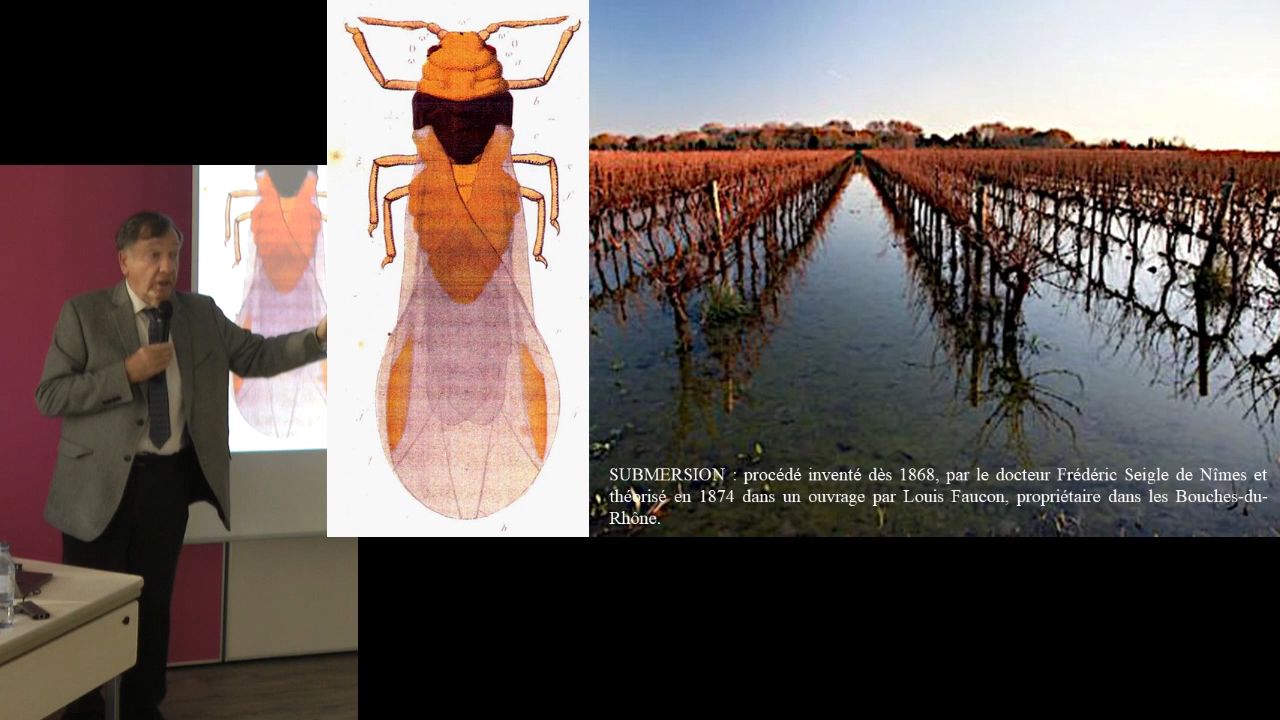 SUBMERSION : procédé inventé dès 1868, par le docteur Frédéric Seigle de Nîmes et
théorisé en 1874 dans un ouvrage par Louis Faucon, propriétaire dans les Bouches-du-
Rhône.